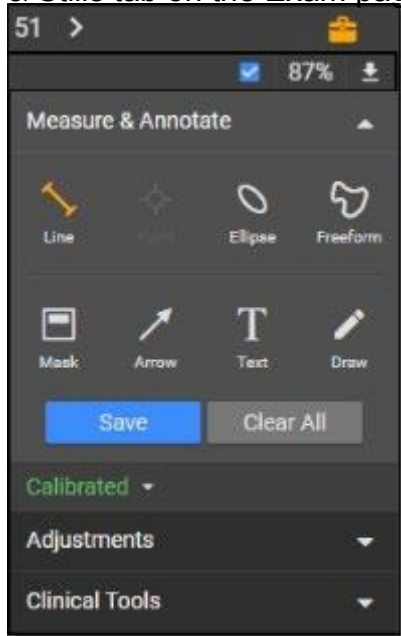 51 >
87%
Measure & Annotate
Line Ellipse Freeform
Mask Arrow Text Draw
Save Clear All
Calibrated
Adjustments
Clinical Tools